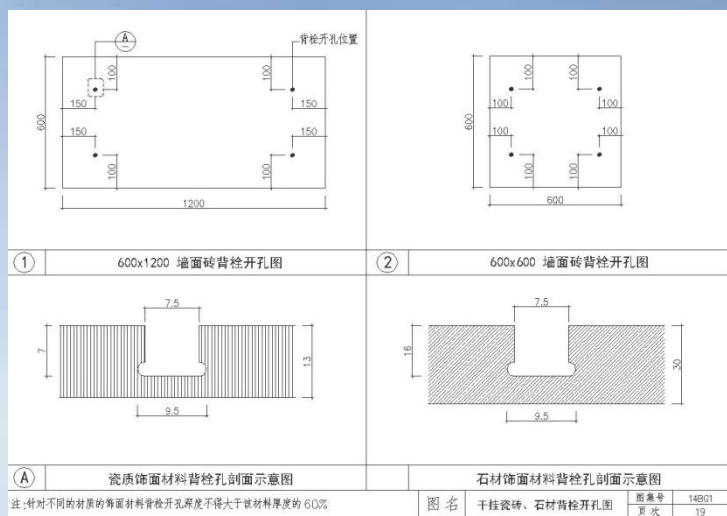 A
背栓开孔位置
100
100
150
150
600
150
150
100
100
1200
100
100
100
100
600
100
100
100
100
600
① 600x1200 墙面砖背栓开孔图
② 600x600 墙面砖背栓开孔图
7.5
7
13
9.5
7.5
16
30
9.5
A 瓷质饰面材料背栓孔剖面示意图
石材饰面材料背栓孔剖面示意图
注:针对不同的材质的饰面材料背栓开孔深度不得大于该材料厚度的60%
图名 干挂瓷砖、石材背栓开孔图
图集号 14BG1
页次 19